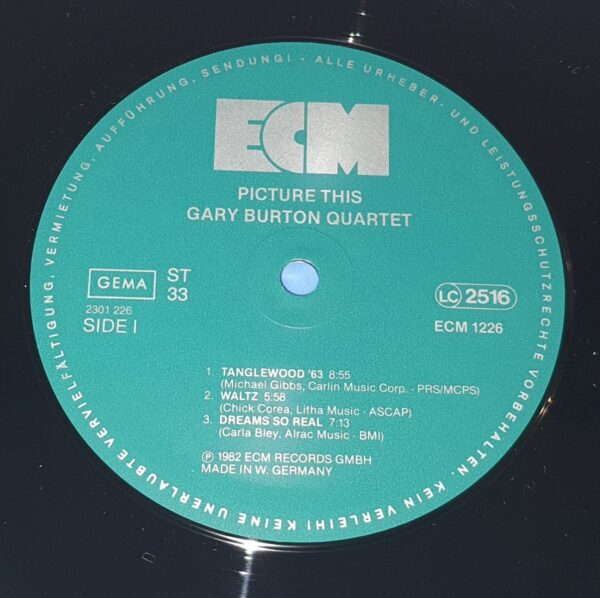 KEINE UNERLAUBTE VERVIELFÄLTIGUNG, VERMIETUNG, AUFFÜHRUNG, SENDUNG! - ALLE URHEBER- UND LEISTUNGSSCHUTZRECHTE VORBEHALTEN - KEIN VERLEIH!
ECM
PICTURE THIS
GARY BURTON QUARTET
GEMA
ST
33
2301 226
SIDE I
LC 2516
ECM 1226
1. TANGLEWOOD '63 8:55
(Michael Gibbs, Carlin Music Corp. - PRS/MCPS)
2. WALTZ 5:58
(Chick Corea, Litha Music - ASCAP)
3. DREAMS SO REAL 7:13
(Carla Bley, Alrac Music - BMI)
Ⓟ 1982 ECM RECORDS GMBH
MADE IN W. GERMANY